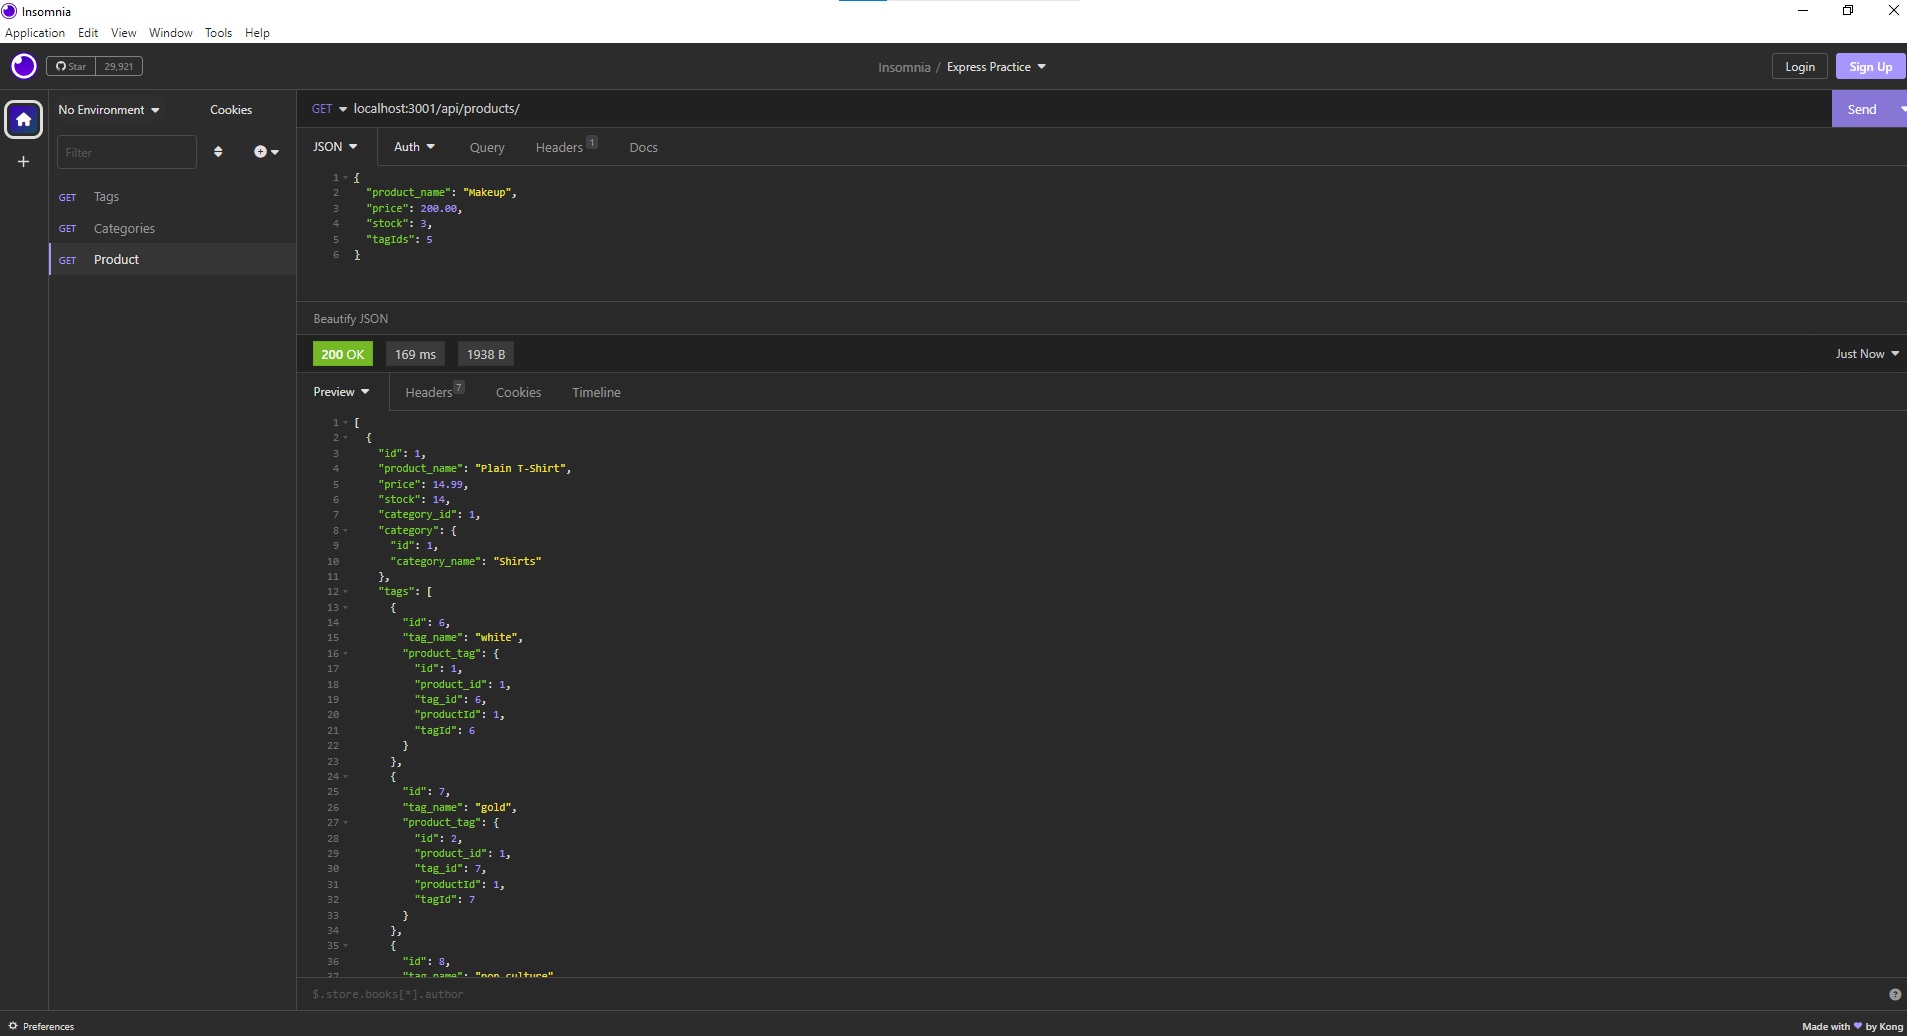 Insomnia
Application Edit View Window Tools Help
Star 29,921
Insomnia / Express Practice
Login Sign Up
No Environment Cookies
GET localhost:3001/api/products/
Send
Filter
JSON Auth Query Headers 1 Docs
GET Tags
GET Categories
GET Product
1 {
2 "product_name": "Makeup",
3 "price": 200.00,
4 "stock": 3,
5 "tagIds": 5
6 }
Beautify JSON
200 OK 169 ms 1938 B
Just Now
Preview Headers 7 Cookies Timeline
1 [
2 {
3 "id": 1,
4 "product_name": "Plain T-Shirt",
5 "price": 14.99,
6 "stock": 14,
7 "category_id": 1,
8 "category": {
9 "id": 1,
10 "category_name": "Shirts"
11 },
12 "tags": [
13 {
14 "id": 6,
15 "tag_name": "white",
16 "product_tag": {
17 "id": 1,
18 "product_id": 1,
19 "tag_id": 6,
20 "productId": 1,
21 "tagId": 6
22 }
23 },
24 {
25 "id": 7,
26 "tag_name": "gold",
27 "product_tag": {
28 "id": 2,
29 "product_id": 1,
30 "tag_id": 7,
31 "productId": 1,
32 "tagId": 7
33 }
34 },
35 {
36 "id": 8,
37 "tag_name": "pop culture"
$.store.books[*].author
?
Preferences
Made with ♥ by Kong